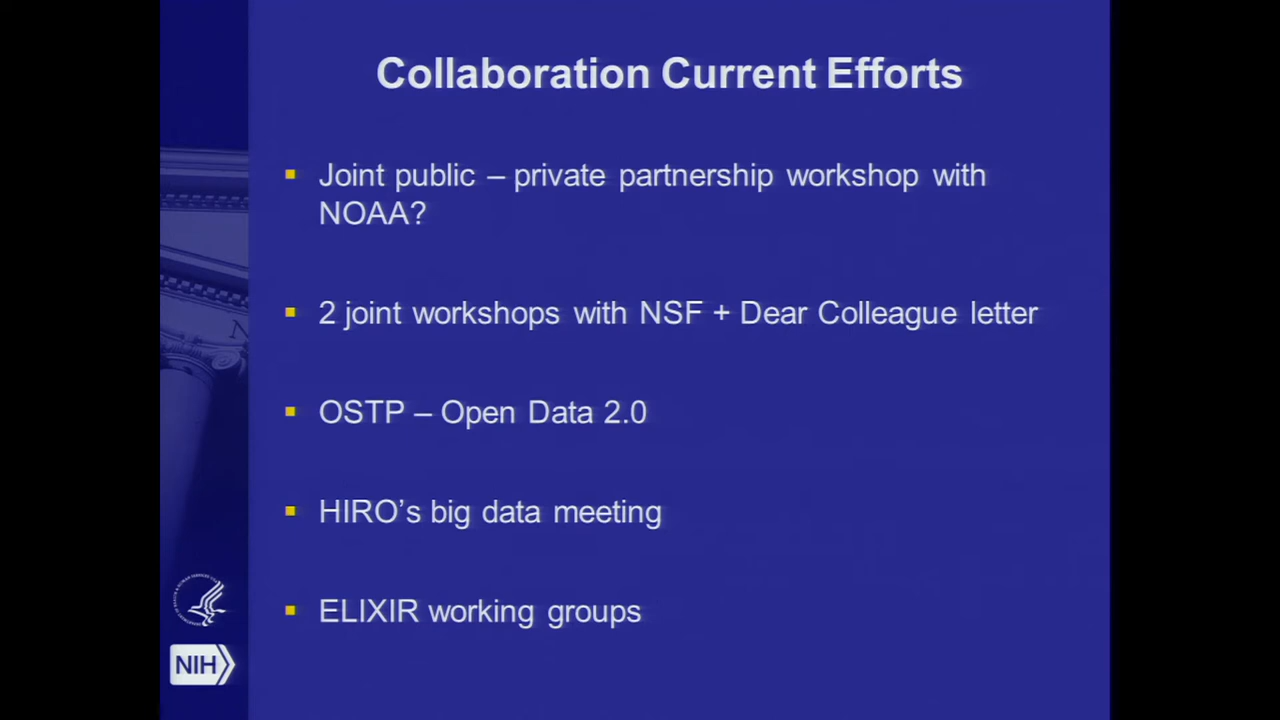 Collaboration Current Efforts
Joint public – private partnership workshop with
NOAA?
2 joint workshops with NSF + Dear Colleague letter
OSTP – Open Data 2.0
HIRO’s big data meeting
ELIXIR working groups
NIH